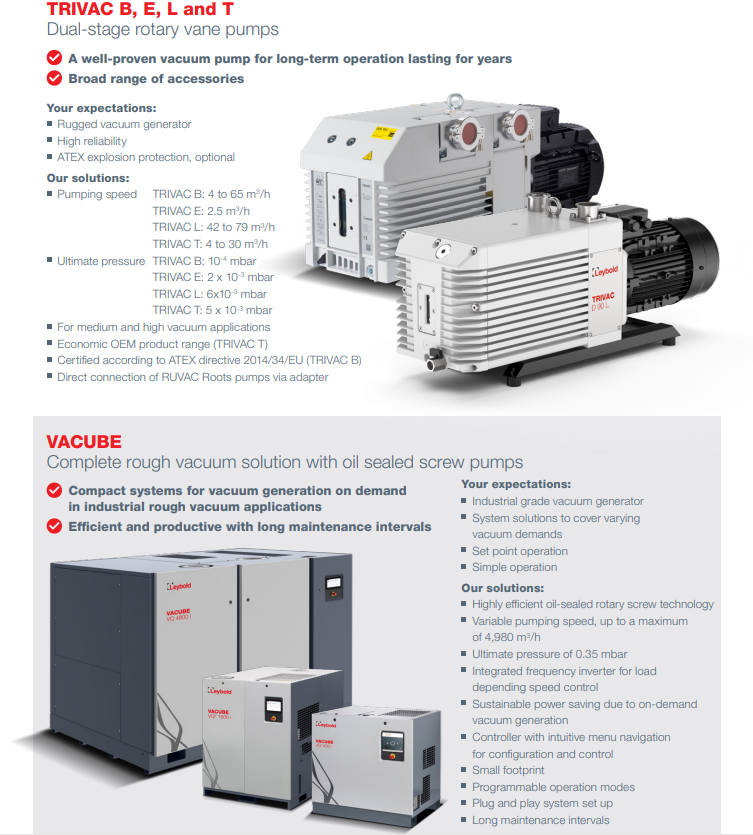 TRIVAC B, E, L and T
Dual-stage rotary vane pumps
A well-proven vacuum pump for long-term operation lasting for years
Broad range of accessories
Your expectations:
Rugged vacuum generator
High reliability
ATEX explosion protection, optional
Our solutions:
Pumping speed TRIVAC B: 4 to 65 m³/h
TRIVAC E: 2.5 m³/h
TRIVAC L: 42 to 79 m³/h
TRIVAC T: 4 to 30 m³/h
Ultimate pressure TRIVAC B: 10⁻⁴ mbar
TRIVAC E: 2 x 10⁻³ mbar
TRIVAC L: 6x10⁻³ mbar
TRIVAC T: 5 x 10⁻³ mbar
For medium and high vacuum applications
Economic OEM product range (TRIVAC T)
Certified according to ATEX directive 2014/34/EU (TRIVAC B)
Direct connection of RUVAC Roots pumps via adapter
Leybold
TRIVAC
D 90 L
VACUBE
Complete rough vacuum solution with oil sealed screw pumps
Compact systems for vacuum generation on demand
in industrial rough vacuum applications
Efficient and productive with long maintenance intervals
Leybold
VACUBE
VQ 4800 i
Leybold
VACUBE
Leybold
VACUBE
Your expectations:
Industrial grade vacuum generator
System solutions to cover varying
vacuum demands
Set point operation
Simple operation
Our solutions:
Highly efficient oil-sealed rotary screw technology
Variable pumping speed, up to a maximum
of 4,980 m³/h
Ultimate pressure of 0.35 mbar
Integrated frequency inverter for load
depending speed control
Sustainable power saving due to on-demand
vacuum generation
Controller with intuitive menu navigation
for configuration and control
Small footprint
Programmable operation modes
Plug and play system set up
Long maintenance intervals